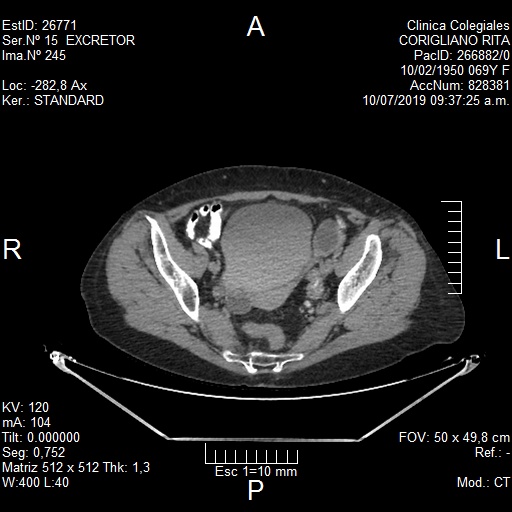 EstID: 26771
Ser.Nº 15 EXCRETOR
Ima.Nº 245
Loc: -282,8 Ax
Ker.: STANDARD
A
Clinica Colegiales
CORIGLIANO RITA
PacID: 266882/0
10/02/1950 069Y F
AccNum: 828381
10/07/2019 09:37:25 a.m.
R
L
KV: 120
mA: 104
Tilt: 0.000000
Seg: 0,752
Matriz 512 x 512 Thk: 1,3
W:400 L:40
Esc 1=10 mm
P
FOV: 50 x 49,8 cm
Ref.: -
Mod.: CT